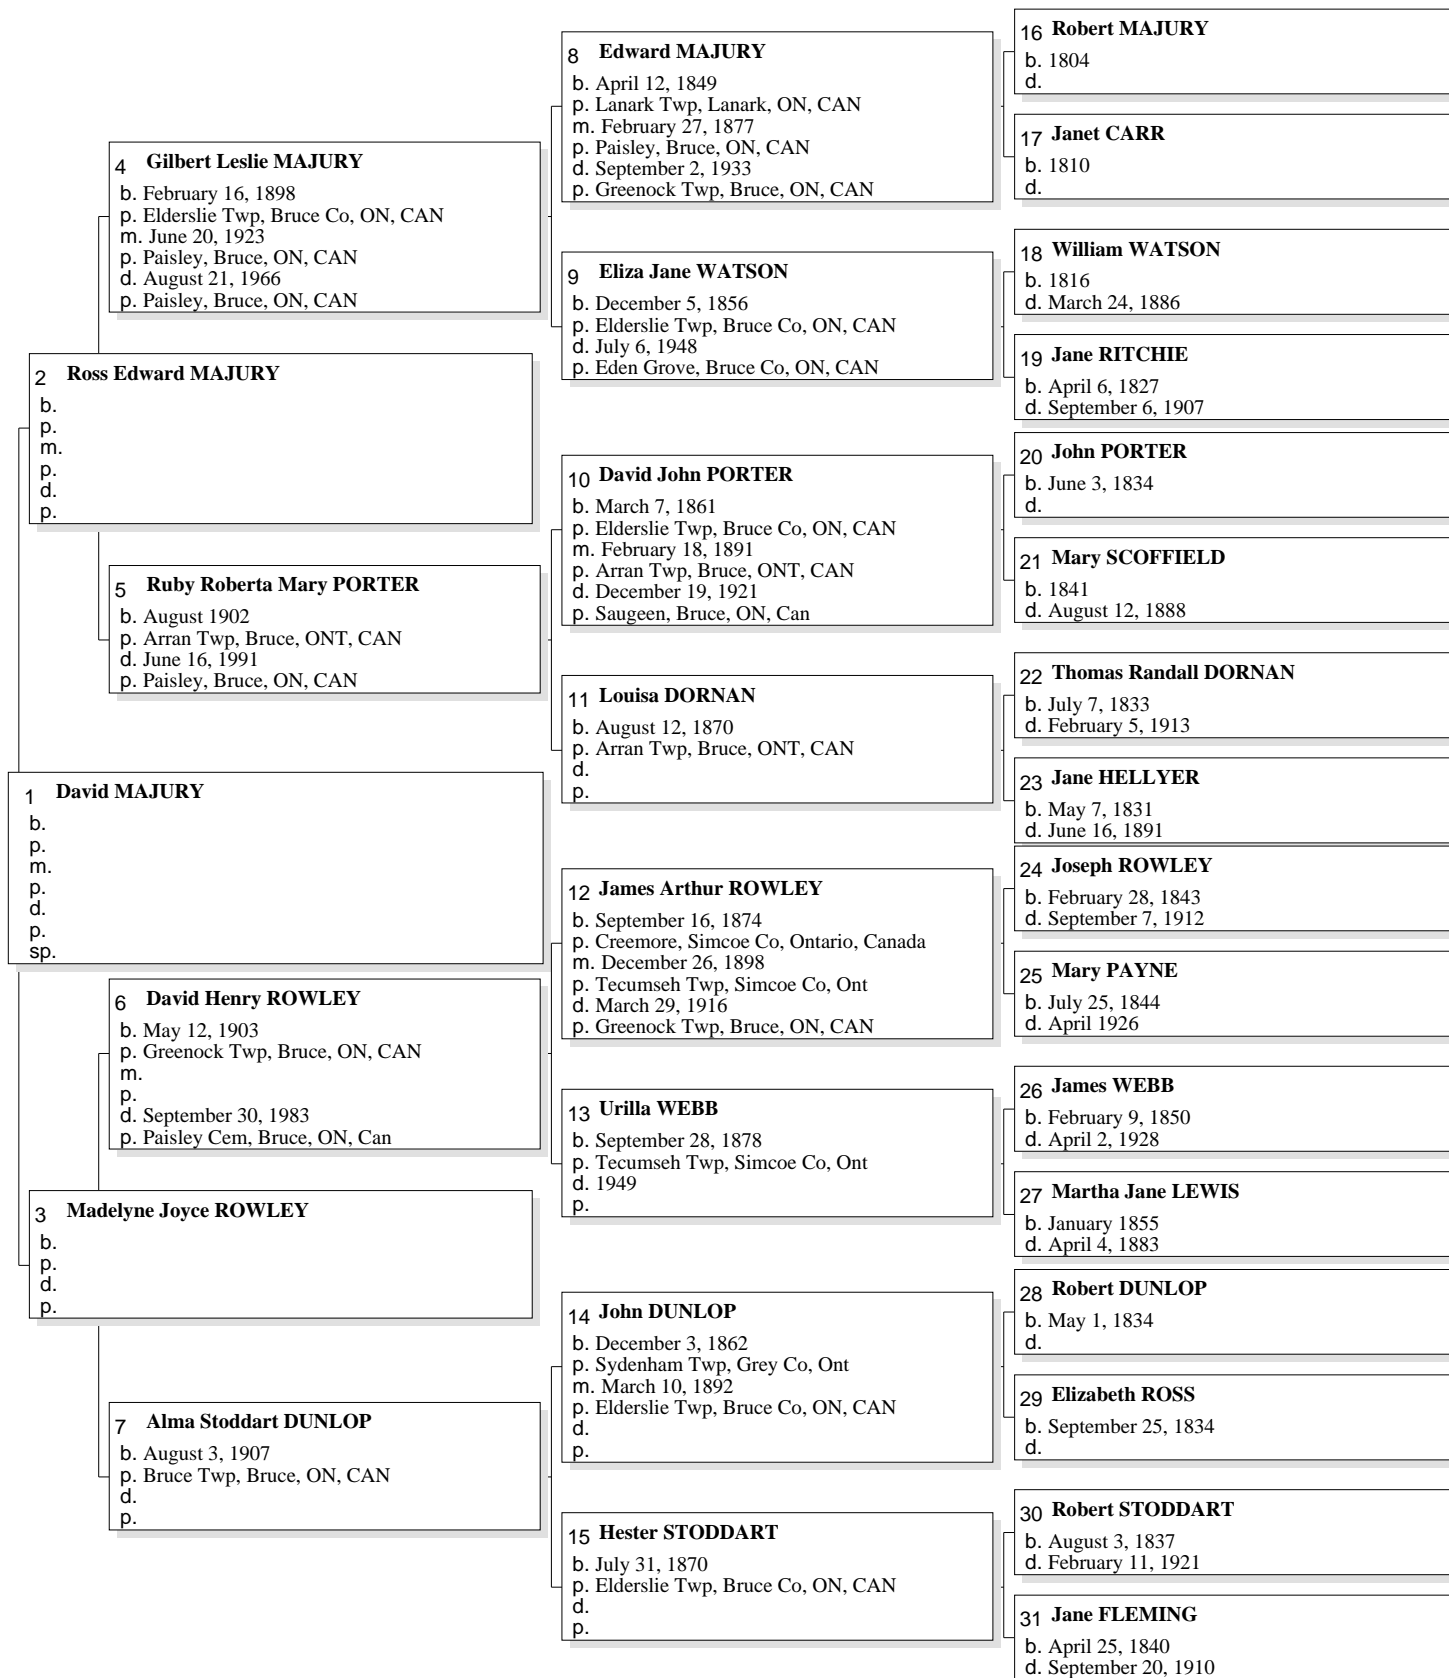 1 David MAJURY
b.
p.
m.
p.
d.
p.
sp.
2 Ross Edward MAJURY
b.
p.
m.
p.
d.
p.
3 Madelyne Joyce ROWLEY
b.
p.
d.
p.
4 Gilbert Leslie MAJURY
b. February 16, 1898
p. Elderslie Twp, Bruce Co, ON, CAN
m. June 20, 1923
p. Paisley, Bruce, ON, CAN
d. August 21, 1966
p. Paisley, Bruce, ON, CAN
5 Ruby Roberta Mary PORTER
b. August 1902
p. Arran Twp, Bruce, ONT, CAN
d. June 16, 1991
p. Paisley, Bruce, ON, CAN
6 David Henry ROWLEY
b. May 12, 1903
p. Greenock Twp, Bruce, ON, CAN
m.
p.
d. September 30, 1983
p. Paisley Cem, Bruce, ON, Can
7 Alma Stoddart DUNLOP
b. August 3, 1907
p. Bruce Twp, Bruce, ON, CAN
d.
p.
8 Edward MAJURY
b. April 12, 1849
p. Lanark Twp, Lanark, ON, CAN
m. February 27, 1877
p. Paisley, Bruce, ON, CAN
d. September 2, 1933
p. Greenock Twp, Bruce, ON, CAN
9 Eliza Jane WATSON
b. December 5, 1856
p. Elderslie Twp, Bruce Co, ON, CAN
d. July 6, 1948
p. Eden Grove, Bruce Co, ON, CAN
10 David John PORTER
b. March 7, 1861
p. Elderslie Twp, Bruce Co, ON, CAN
m. February 18, 1891
p. Arran Twp, Bruce, ONT, CAN
d. December 19, 1921
p. Saugeen, Bruce, ON, Can
11 Louisa DORNAN
b. August 12, 1870
p. Arran Twp, Bruce, ONT, CAN
d.
p.
12 James Arthur ROWLEY
b. September 16, 1874
p. Creemore, Simcoe Co, Ontario, Canada
m. December 26, 1898
p. Tecumseh Twp, Simcoe Co, Ont
d. March 29, 1916
p. Greenock Twp, Bruce, ON, CAN
13 Urilla WEBB
b. September 28, 1878
p. Tecumseh Twp, Simcoe Co, Ont
d. 1949
p.
14 John DUNLOP
b. December 3, 1862
p. Sydenham Twp, Grey Co, Ont
m. March 10, 1892
p. Elderslie Twp, Bruce Co, ON, CAN
d.
p.
15 Hester STODDART
b. July 31, 1870
p. Elderslie Twp, Bruce Co, ON, CAN
d.
p.
16 Robert MAJURY
b. 1804
d.
17 Janet CARR
b. 1810
d.
18 William WATSON
b. 1816
d. March 24, 1886
19 Jane RITCHIE
b. April 6, 1827
d. September 6, 1907
20 John PORTER
b. June 3, 1834
d.
21 Mary SCOFFIELD
b. 1841
d. August 12, 1888
22 Thomas Randall DORNAN
b. July 7, 1833
d. February 5, 1913
23 Jane HELLYER
b. May 7, 1831
d. June 16, 1891
24 Joseph ROWLEY
b. February 28, 1843
d. September 7, 1912
25 Mary PAYNE
b. July 25, 1844
d. April 1926
26 James WEBB
b. February 9, 1850
d. April 2, 1928
27 Martha Jane LEWIS
b. January 1855
d. April 4, 1883
28 Robert DUNLOP
b. May 1, 1834
d.
29 Elizabeth ROSS
b. September 25, 1834
d.
30 Robert STODDART
b. August 3, 1837
d. February 11, 1921
31 Jane FLEMING
b. April 25, 1840
d. September 20, 1910